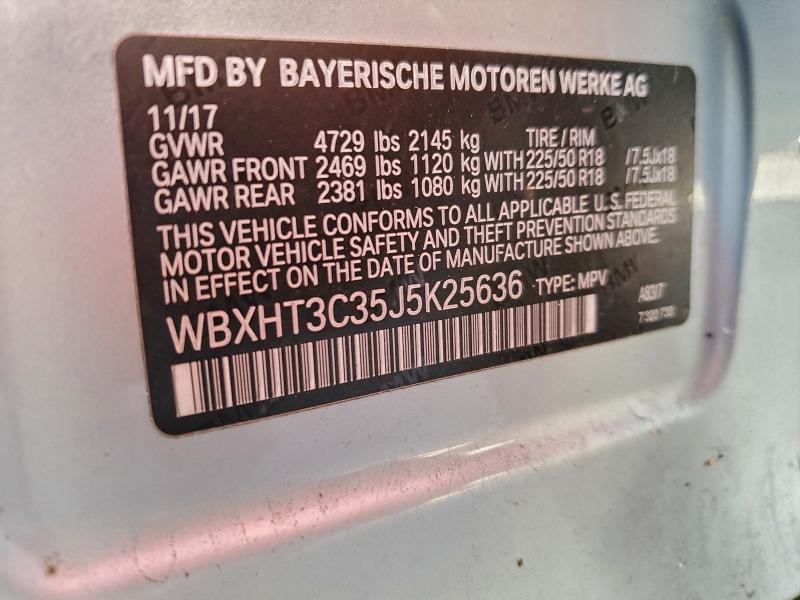 MFD BY BAYERISCHE MOTOREN WERKE AG
11/17
GVWR 4729 lbs 2145 kg TIRE / RIM
GAWR FRONT 2469 lbs 1120 kg WITH 225/50 R18 /7.5Jx18
GAWR REAR 2381 lbs 1080 kg WITH 225/50 R18 /7.5Jx18
THIS VEHICLE CONFORMS TO ALL APPLICABLE U.S. FEDERAL
MOTOR VEHICLE SAFETY AND THEFT PREVENTION STANDARDS
IN EFFECT ON THE DATE OF MANUFACTURE SHOWN ABOVE.
WBXHT3C35J5K25636 TYPE: MPV